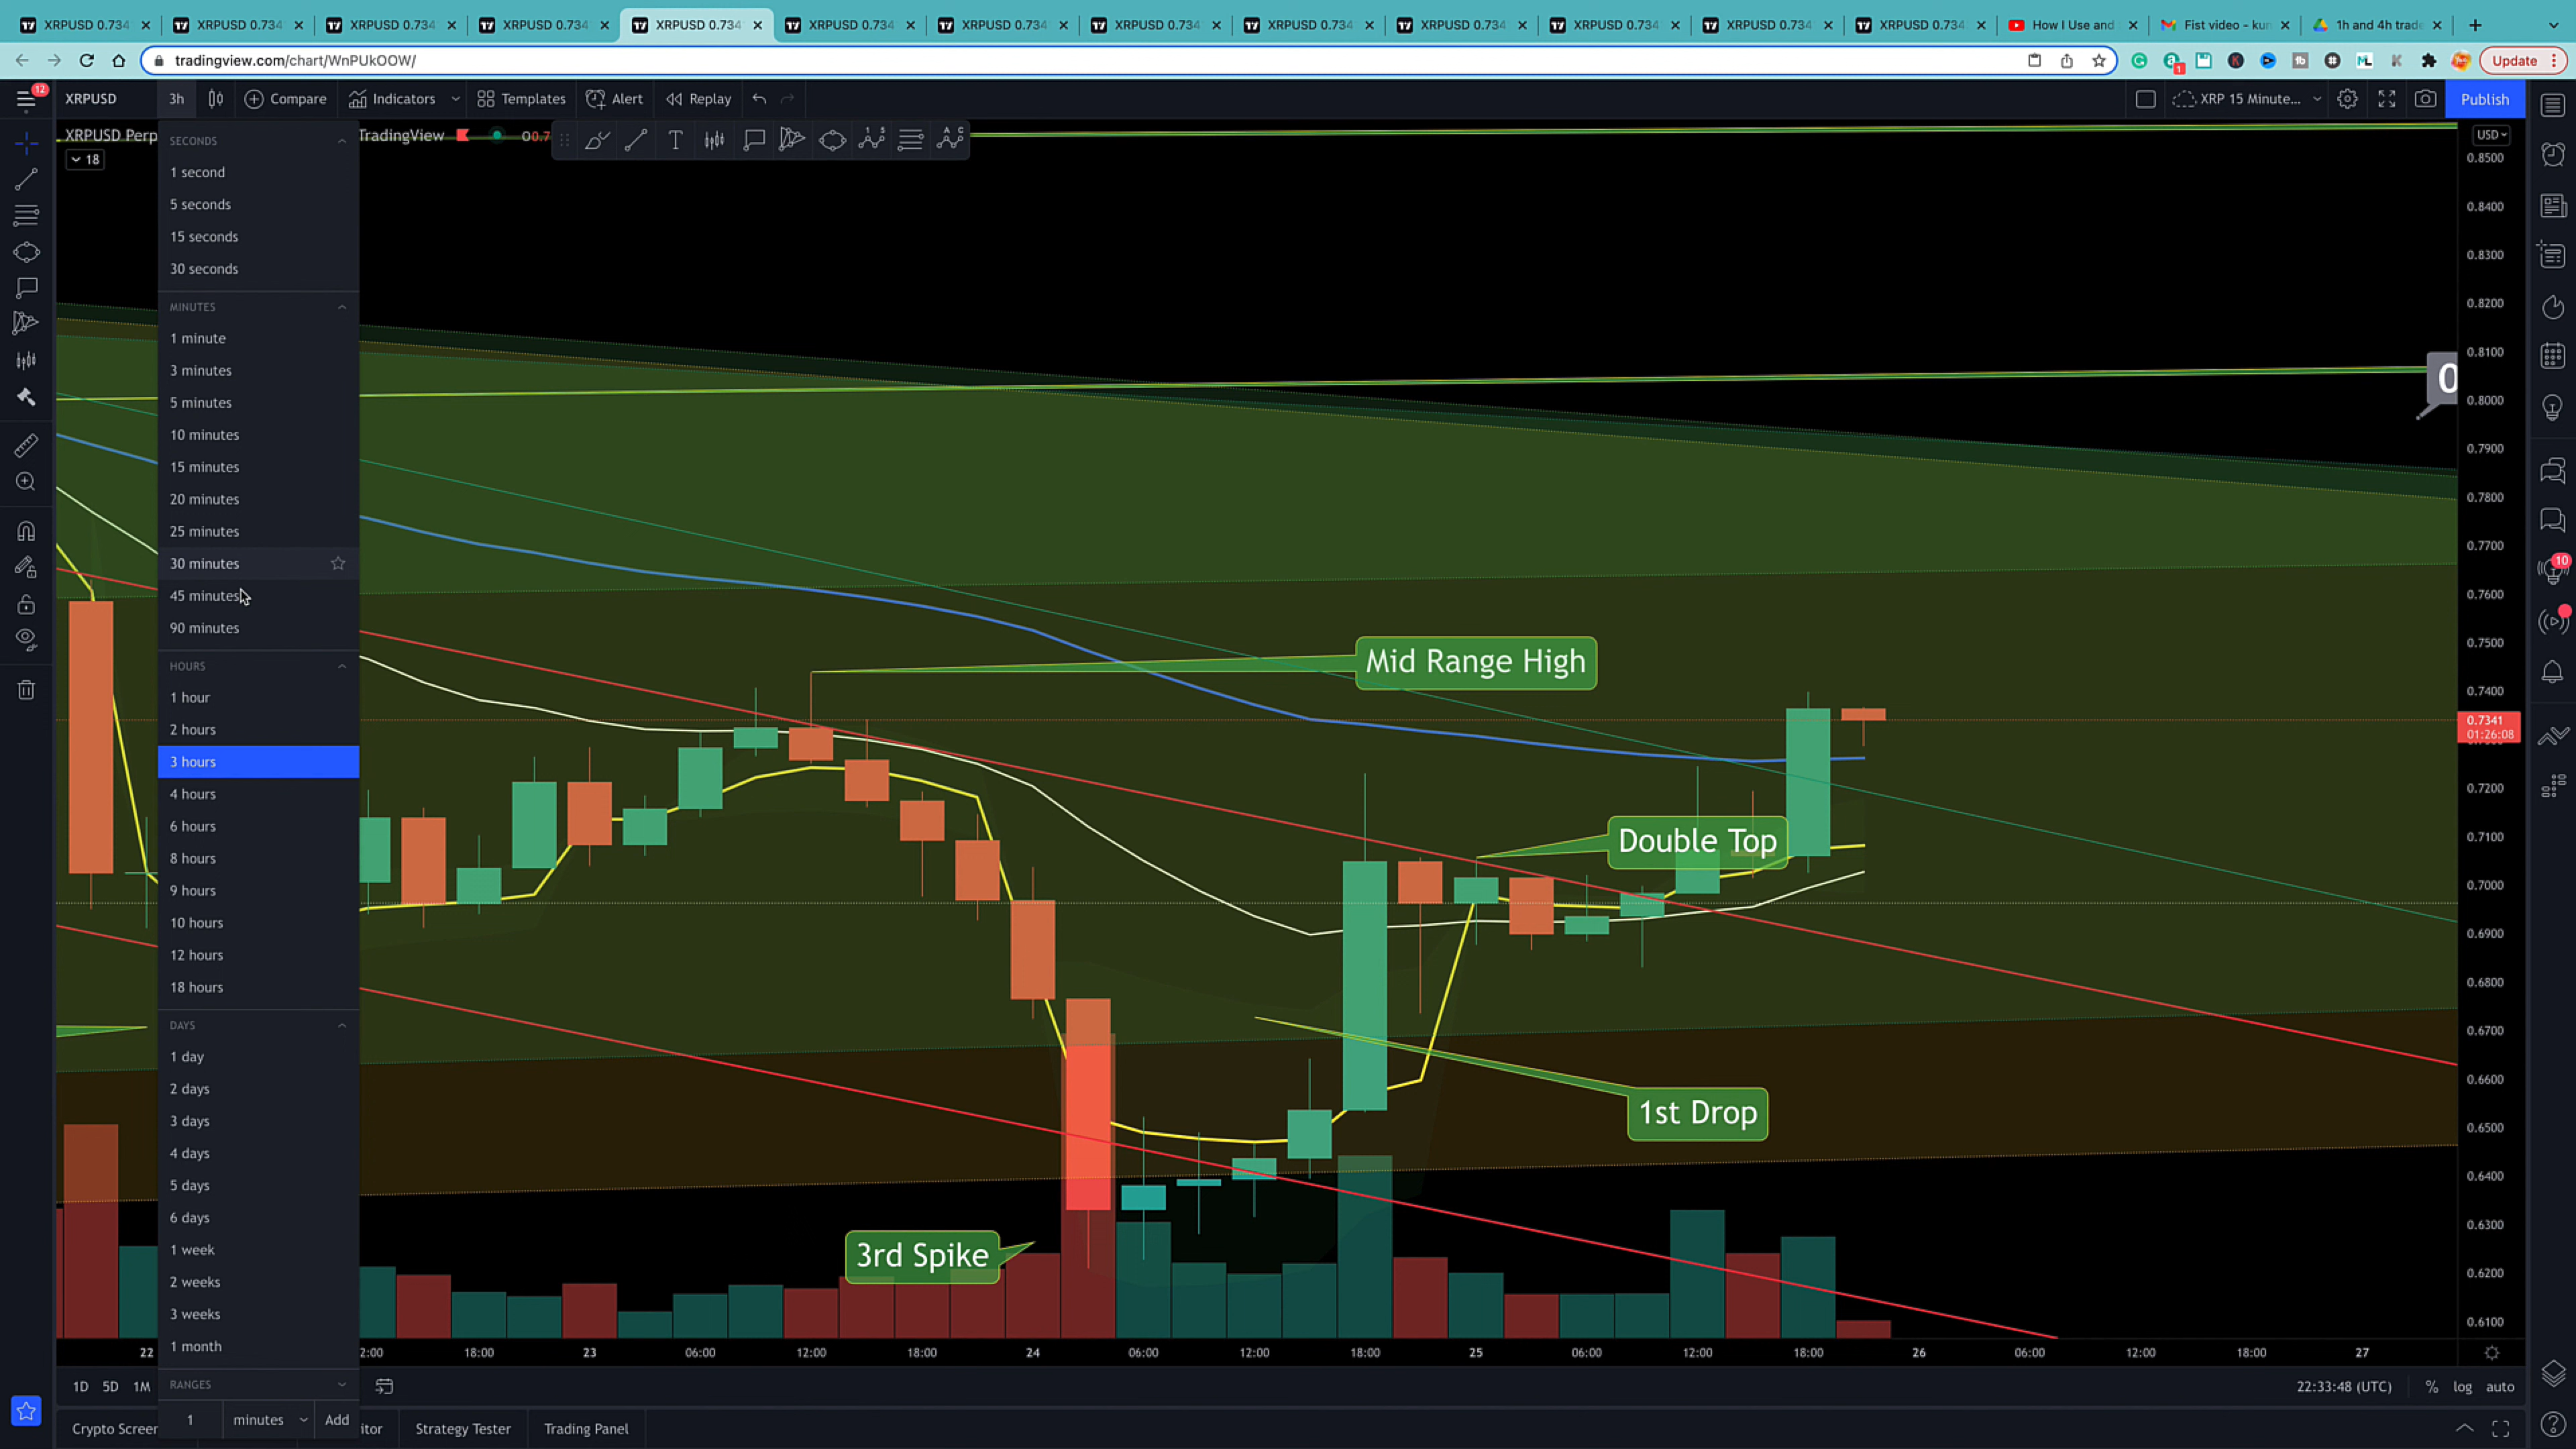 XRPUSD 0.734
XRPUSD 0.734
XRPUSD 0.734
XRPUSD 0.734
XRPUSD 0.734
XRPUSD 0.734
XRPUSD 0.734
XRPUSD 0.734
XRPUSD 0.734
XRPUSD 0.734
XRPUSD 0.734
XRPUSD 0.734
XRPUSD 0.734
How I Use and
Fist video - kun
1h and 4h trade
tradingview.com/chart/WnPUkOOW/
Update
12
XRPUSD
3h
Compare
Indicators
Templates
Alert
Replay
XRP 15 Minute...
Publish
XRPUSD Perp
TradingView
O0.7
18
USD
SECONDS
1 second
5 seconds
15 seconds
30 seconds
MINUTES
1 minute
3 minutes
5 minutes
10 minutes
15 minutes
20 minutes
25 minutes
30 minutes
45 minutes
90 minutes
HOURS
1 hour
2 hours
3 hours
4 hours
6 hours
8 hours
9 hours
10 hours
12 hours
18 hours
DAYS
1 day
2 days
3 days
4 days
5 days
6 days
1 week
2 weeks
3 weeks
1 month
RANGES
1
minutes
Add
Mid Range High
Double Top
1st Drop
3rd Spike
0
0.8500
0.8400
0.8300
0.8200
0.8100
0.8000
0.7900
0.7800
0.7700
0.7600
0.7500
0.7400
0.7341
01:26:08
0.7200
0.7100
0.7000
0.6900
0.6800
0.6700
0.6600
0.6500
0.6400
0.6300
0.6200
0.6100
10
22
2:00
18:00
23
06:00
12:00
18:00
24
06:00
12:00
18:00
25
06:00
12:00
18:00
26
06:00
12:00
18:00
27
1D
5D
1M
22:33:48 (UTC)
%
log
auto
Crypto Screen
itor
Strategy Tester
Trading Panel